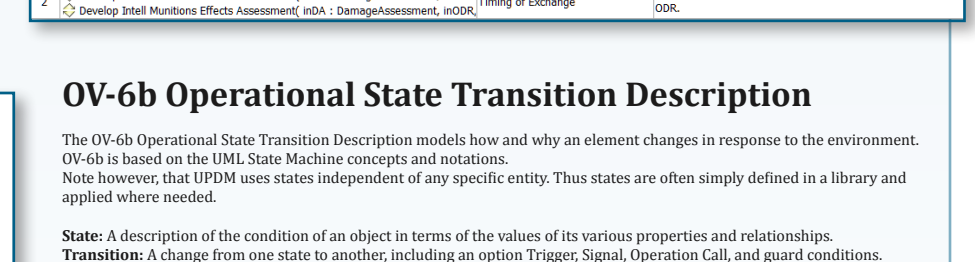 2 Develop Intell Munitions Effects Assessment( inDA : DamageAssessment, inODR, Timing of Exchange ODR.
OV-6b Operational State Transition Description
The OV-6b Operational State Transition Description models how and why an element changes in response to the environment.
OV-6b is based on the UML State Machine concepts and notations.
Note however, that UPDM uses states independent of any specific entity. Thus states are often simply defined in a library and
applied where needed.
State: A description of the condition of an object in terms of the values of its various properties and relationships.
Transition: A change from one state to another, including an option Trigger, Signal, Operation Call, and guard conditions.